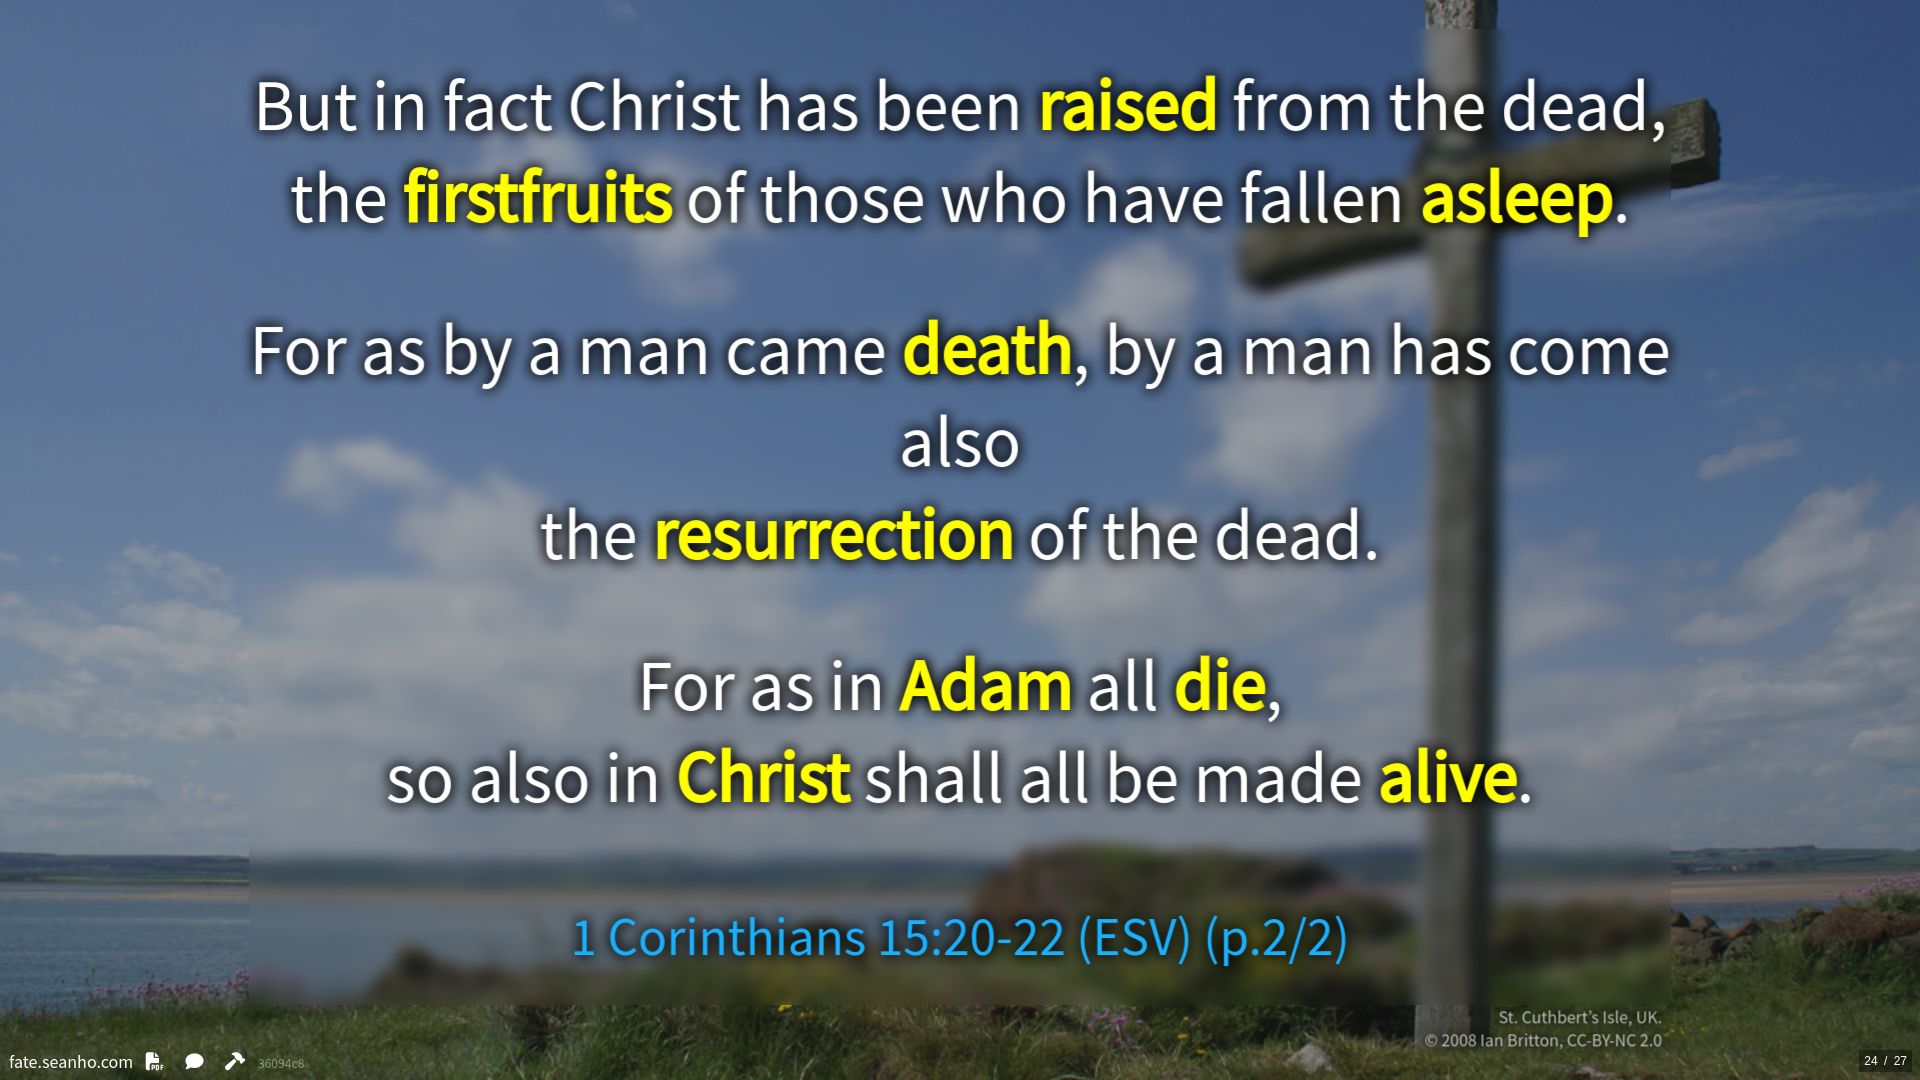 But in fact Christ has been raised from the dead,
the firstfruits of those who have fallen asleep.
For as by a man came death, by a man has come
also
the resurrection of the dead.
For as in Adam all die,
so also in Christ shall all be made alive.
1 Corinthians 15:20-22 (ESV) (p.2/2)
St. Cuthbert's Isle, UK.
© 2008 Ian Britton, CC-BY-NC 2.0
fate.seanho.com PDF 36094c8
24 / 27